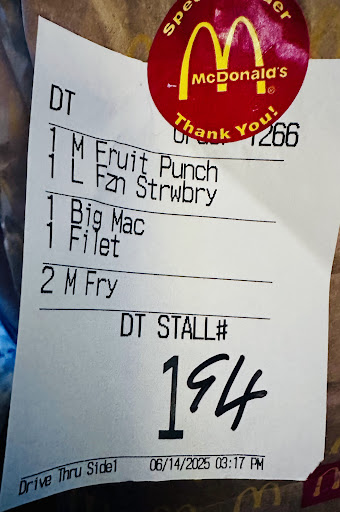 Special Order
McDonald's
®
Thank You!
DT
Order 1266
1 M Fruit Punch
1 L Fzn Strwbry
1 Big Mac
1 Filet
2 M Fry
DT STALL#
194
Drive Thru Side1 06/14/2025 03:17 PM